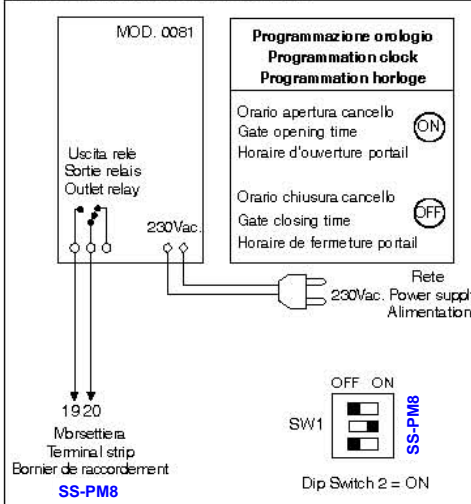 MOD. 0081
Uscita relè
Sortie relais
Outlet relay
230Vac.
Programmazione orologio
Programmation clock
Programmation horloge
Orario apertura cancello
Gate opening time
Horaire d'ouverture portail
ON
Orario chiusura cancello
Gate closing time
Horaire de fermeture portail
OFF
Rete
230Vac. Power suppl
Alimentation
1920
Morsettiera
Terminal strip
Bornier de raccordement
SS-PM8
OFF ON
SW1
SS-PM8
Dip Switch 2 = ON